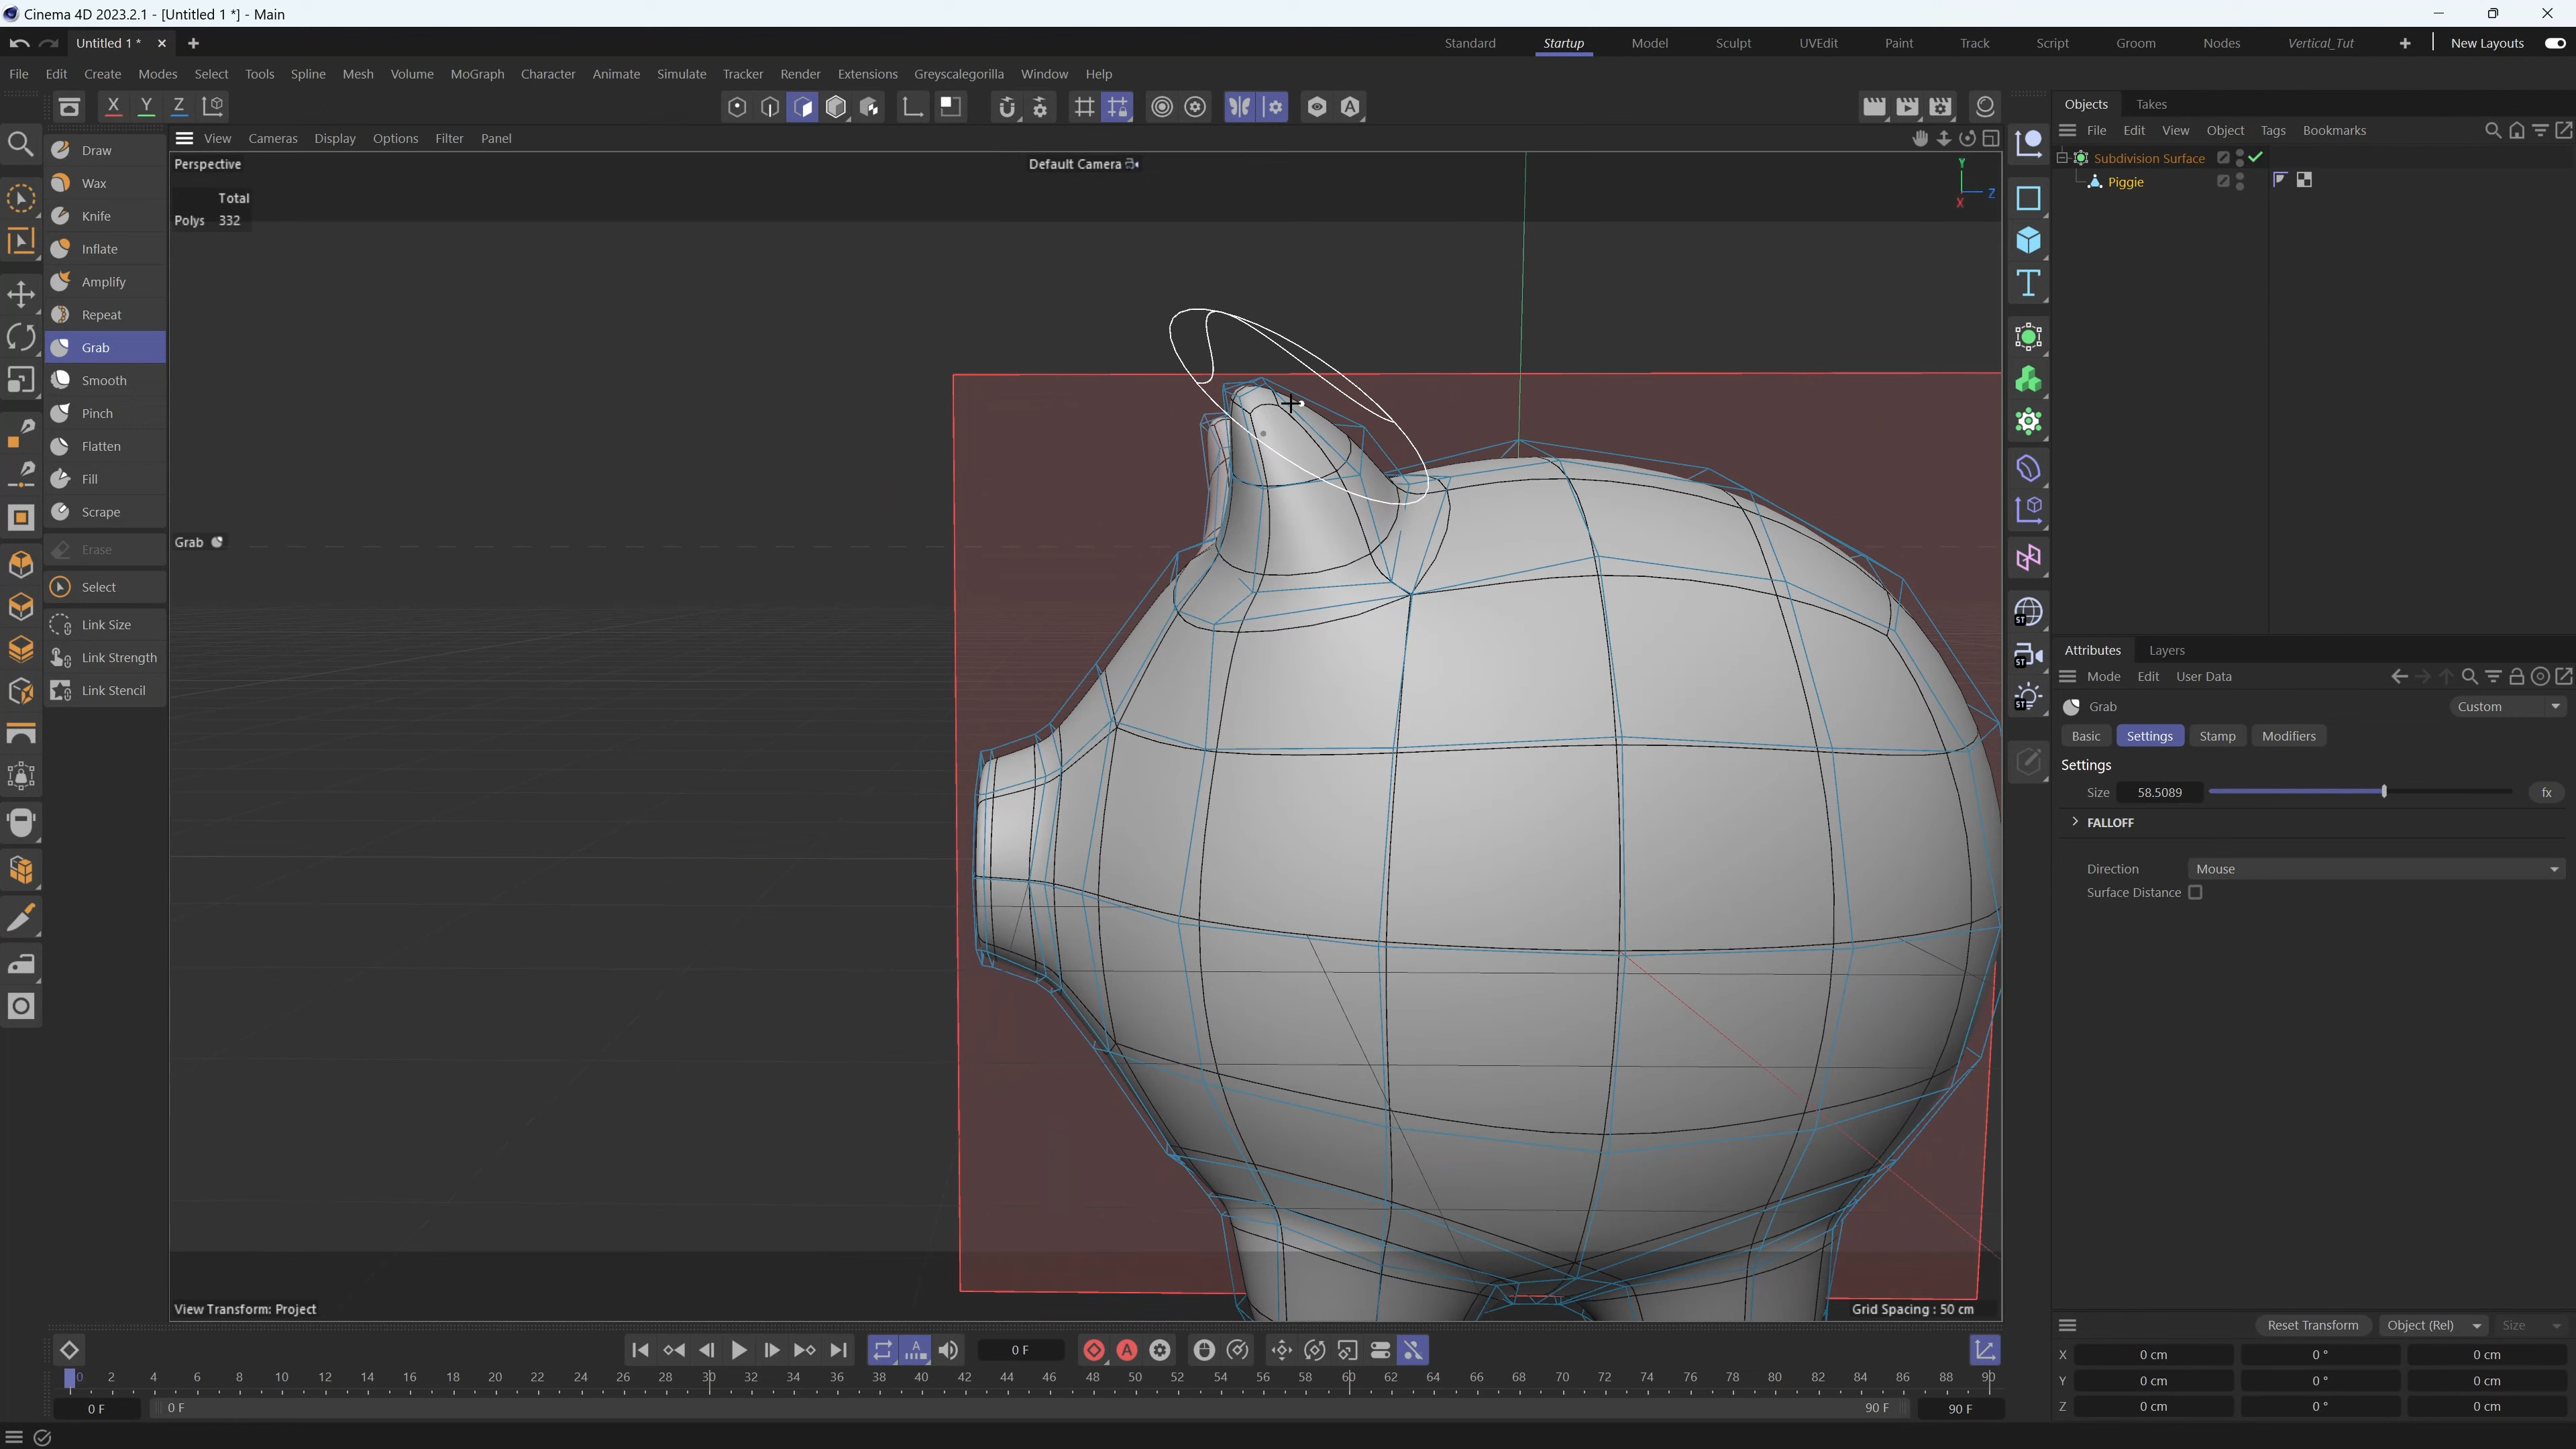 Cinema 4D 2023.2.1 - [Untitled 1 *] - Main
Untitled 1 *
Standard Startup Model Sculpt UVEdit Paint Track Script Groom Nodes Vertical_Tut New Layouts
File Edit Create Modes Select Tools Spline Mesh Volume MoGraph Character Animate Simulate Tracker Render Extensions Greyscalegorilla Window Help
X Y Z
Objects Takes
File Edit View Object Tags Bookmarks
View Cameras Display Options Filter Panel
Perspective
Default Camera
Y
Z
X
Total
Polys 332
Draw
Wax
Knife
Inflate
Amplify
Repeat
Grab
Smooth
Pinch
Flatten
Fill
Scrape
Erase
Select
Link Size
Link Strength
Link Stencil
Grab
Subdivision Surface
Piggie
ST
ST
ST
Attributes Layers
Mode Edit User Data
Grab
Custom
Basic Settings Stamp Modifiers
Settings
Size 58.5089 fx
FALLOFF
Direction Mouse
Surface Distance
View Transform: Project
Grid Spacing : 50 cm
0 F
0 2 4 6 8 10 12 14 16 18 20 22 24 26 28 30 32 34 36 38 40 42 44 46 48 50 52 54 56 58 60 62 64 66 68 70 72 74 76 78 80 82 84 86 88 90
0 F 0 F 90 F 90 F
Reset Transform Object (Rel) Size
X 0 cm 0 ° 0 cm
Y 0 cm 0 ° 0 cm
Z 0 cm 0 ° 0 cm